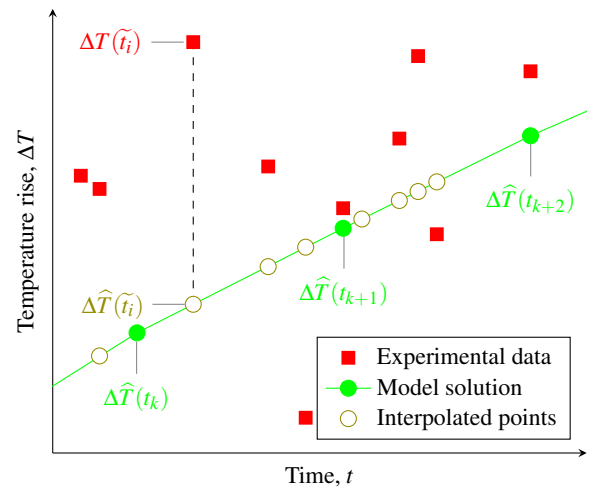 ΔT(t̃ᵢ)
Temperature rise, ΔT
ΔT̂(tₖ₊₂)
ΔT̂(t̃ᵢ)
ΔT̂(tₖ₊₁)
ΔT̂(tₖ)
Experimental data
Model solution
Interpolated points
Time, t